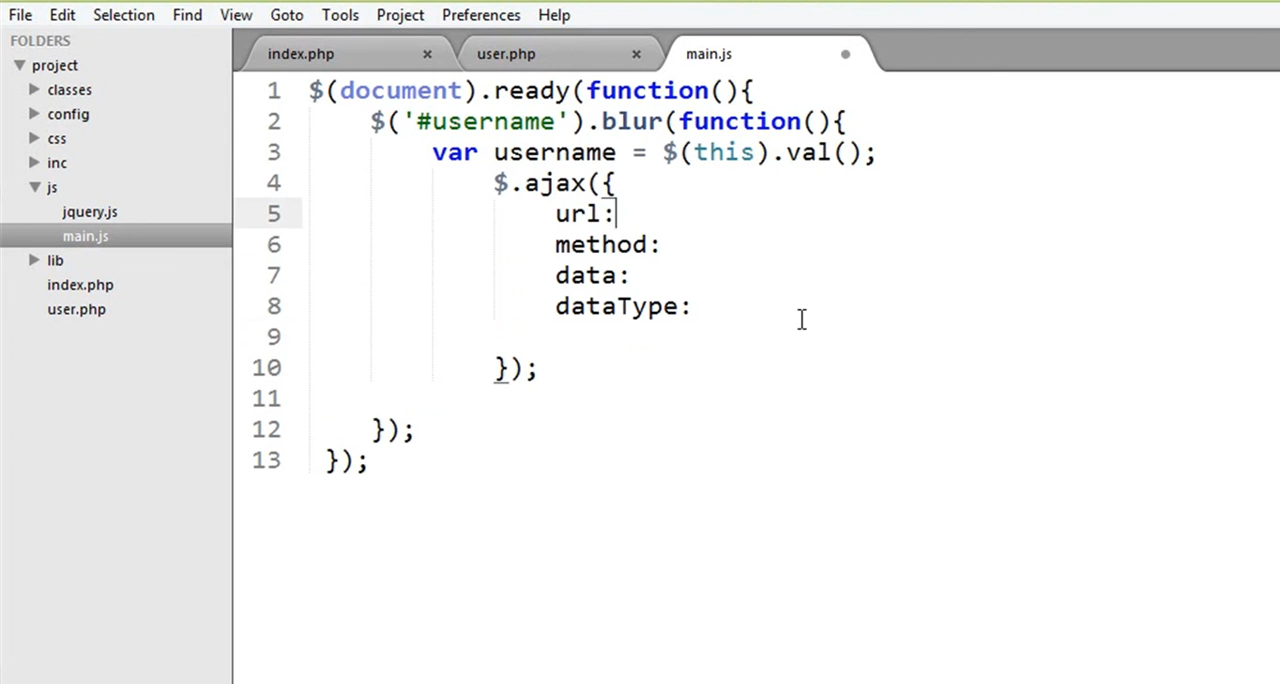 File Edit Selection Find View Goto Tools Project Preferences Help
FOLDERS
project
classes
config
css
inc
js
jquery.js
main.js
lib
index.php
user.php
index.php × user.php × main.js
1 $(document).ready(function(){
2 $('#username').blur(function(){
3 var username = $(this).val();
4 $.ajax({
5 url:
6 method:
7 data:
8 dataType:
9
10 });
11
12 });
13 });